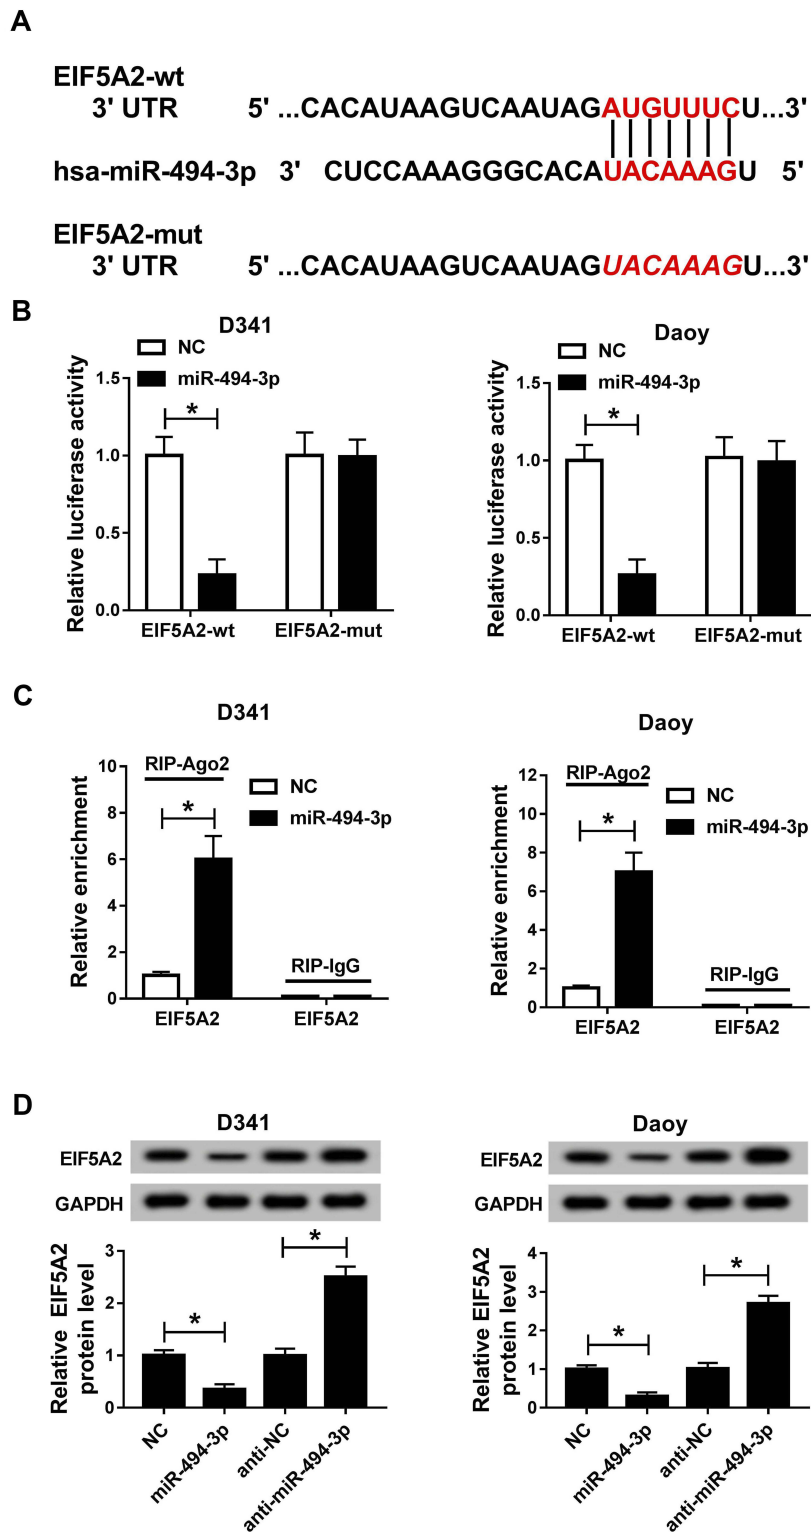 A
EIF5A2-wt
3' UTR 5' ...CACAUAAGUCAAUAGAUGUUUCU...3'
hsa-miR-494-3p 3' CUCCAAAGGGCACAUACAAAGU 5'
EIF5A2-mut
3' UTR 5' ...CACAUAAGUCAAUAGUACAAAGU...3'
B
D341
NC
miR-494-3p
Relative luciferase activity
1.5
1.0
0.5
0.0
*
EIF5A2-wt EIF5A2-mut
Daoy
NC
miR-494-3p
Relative luciferase activity
1.5
1.0
0.5
0.0
*
EIF5A2-wt EIF5A2-mut
C
D341
RIP-Ago2
NC
miR-494-3p
Relative enrichment
10
8
6
4
2
0
*
RIP-IgG
EIF5A2 EIF5A2
Daoy
RIP-Ago2
NC
miR-494-3p
Relative enrichment
12
10
8
6
4
2
0
*
RIP-IgG
EIF5A2 EIF5A2
D
D341
EIF5A2
GAPDH
Relative EIF5A2
protein level
3
2
1
0
*
*
NC
miR-494-3p
anti-NC
anti-miR-494-3p
Daoy
EIF5A2
GAPDH
Relative EIF5A2
protein level
4
3
2
1
0
*
*
NC
miR-494-3p
anti-NC
anti-miR-494-3p